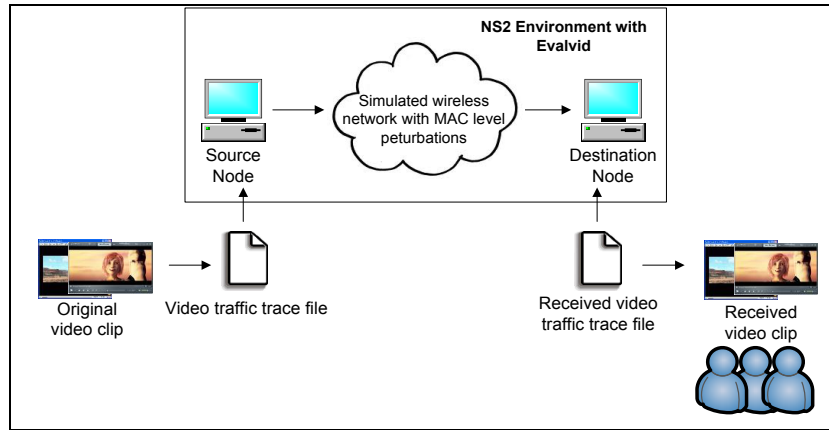 NS2 Environment with
Evalvid
Simulated wireless
network with MAC level
peturbations
Source
Node
Destination
Node
Original
video clip
Video traffic trace file
Received video
traffic trace file
Received
video clip